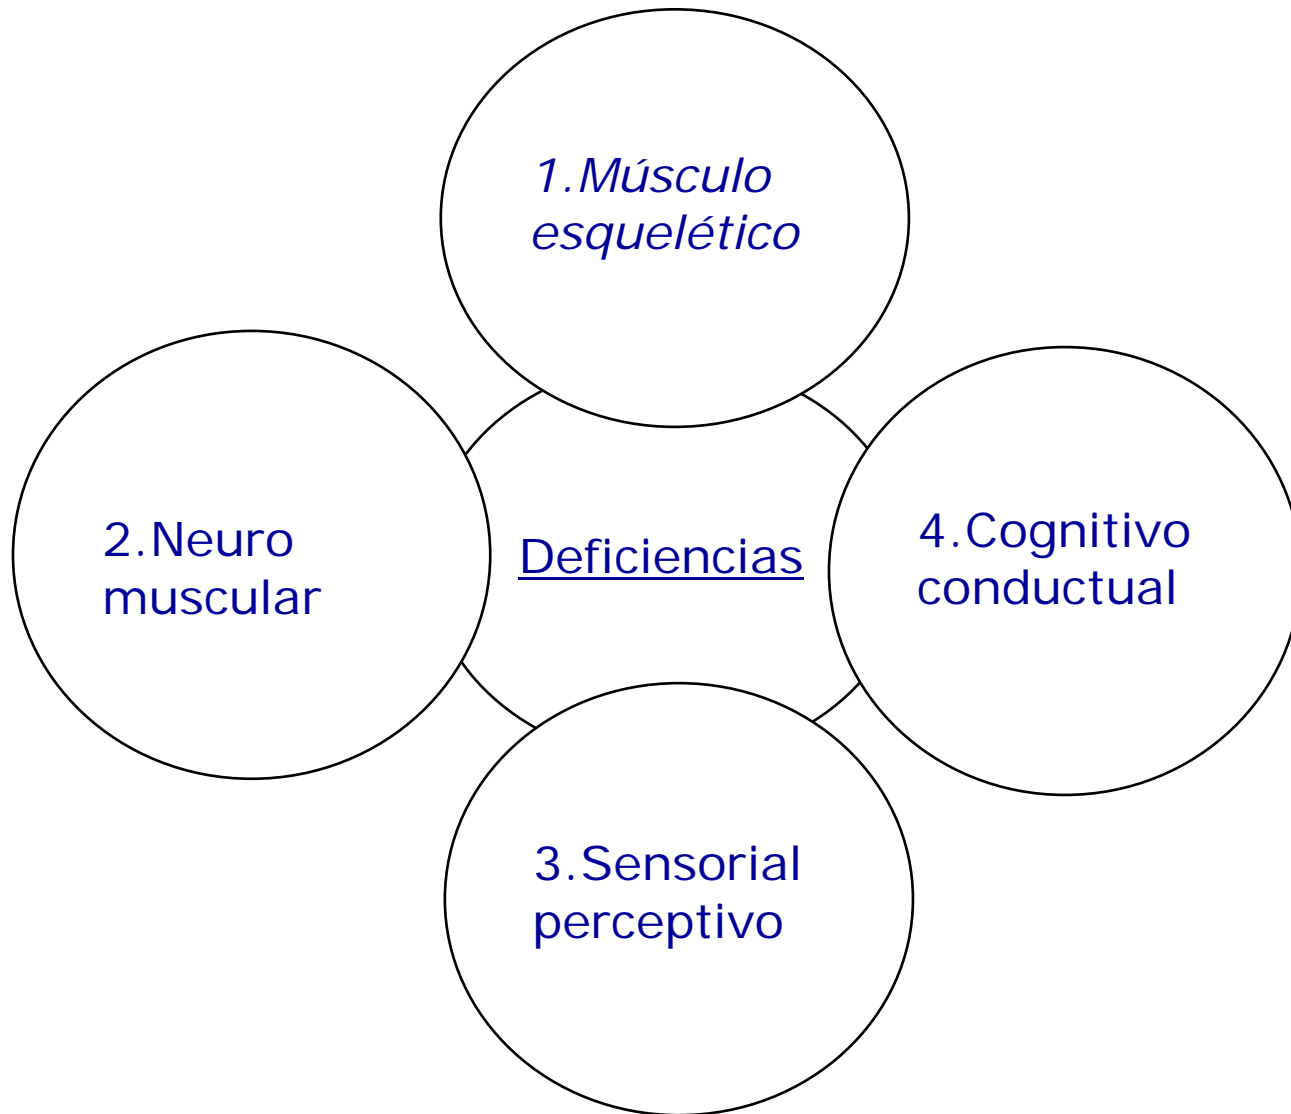 1.Músculo
esquelético
2.Neuro
muscular
Deficiencias
4.Cognitivo
conductual
3.Sensorial
perceptivo